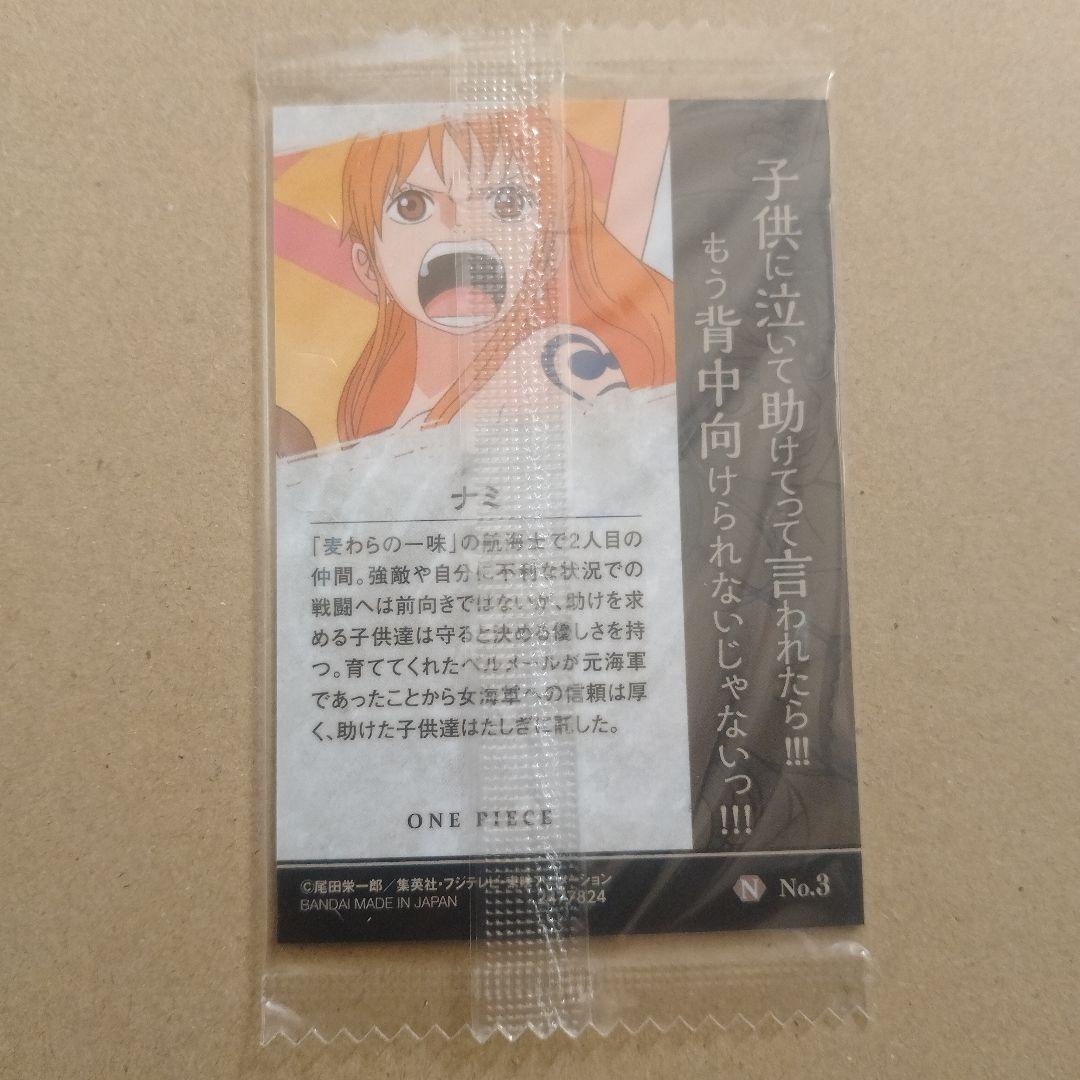 子供に泣いて助けてって言われたら!!!
もう背中向けられないじゃないっ!!!
ナミ
「麦わらの一味」の航海士で2人目の
仲間。強敵や自分に不利な状況での
戦闘へは前向きではないが、助けを求
める子供達は守ると決める優しさを持
つ。育ててくれたベルメールが元海軍
であったことから女海軍への信頼は厚
く、助けた子供達はたしぎに託した。
ONE PIECE
©尾田栄一郎／集英社・フジテレビ・東映アニメーション
BANDAI MADE IN JAPAN
7824
N No.3